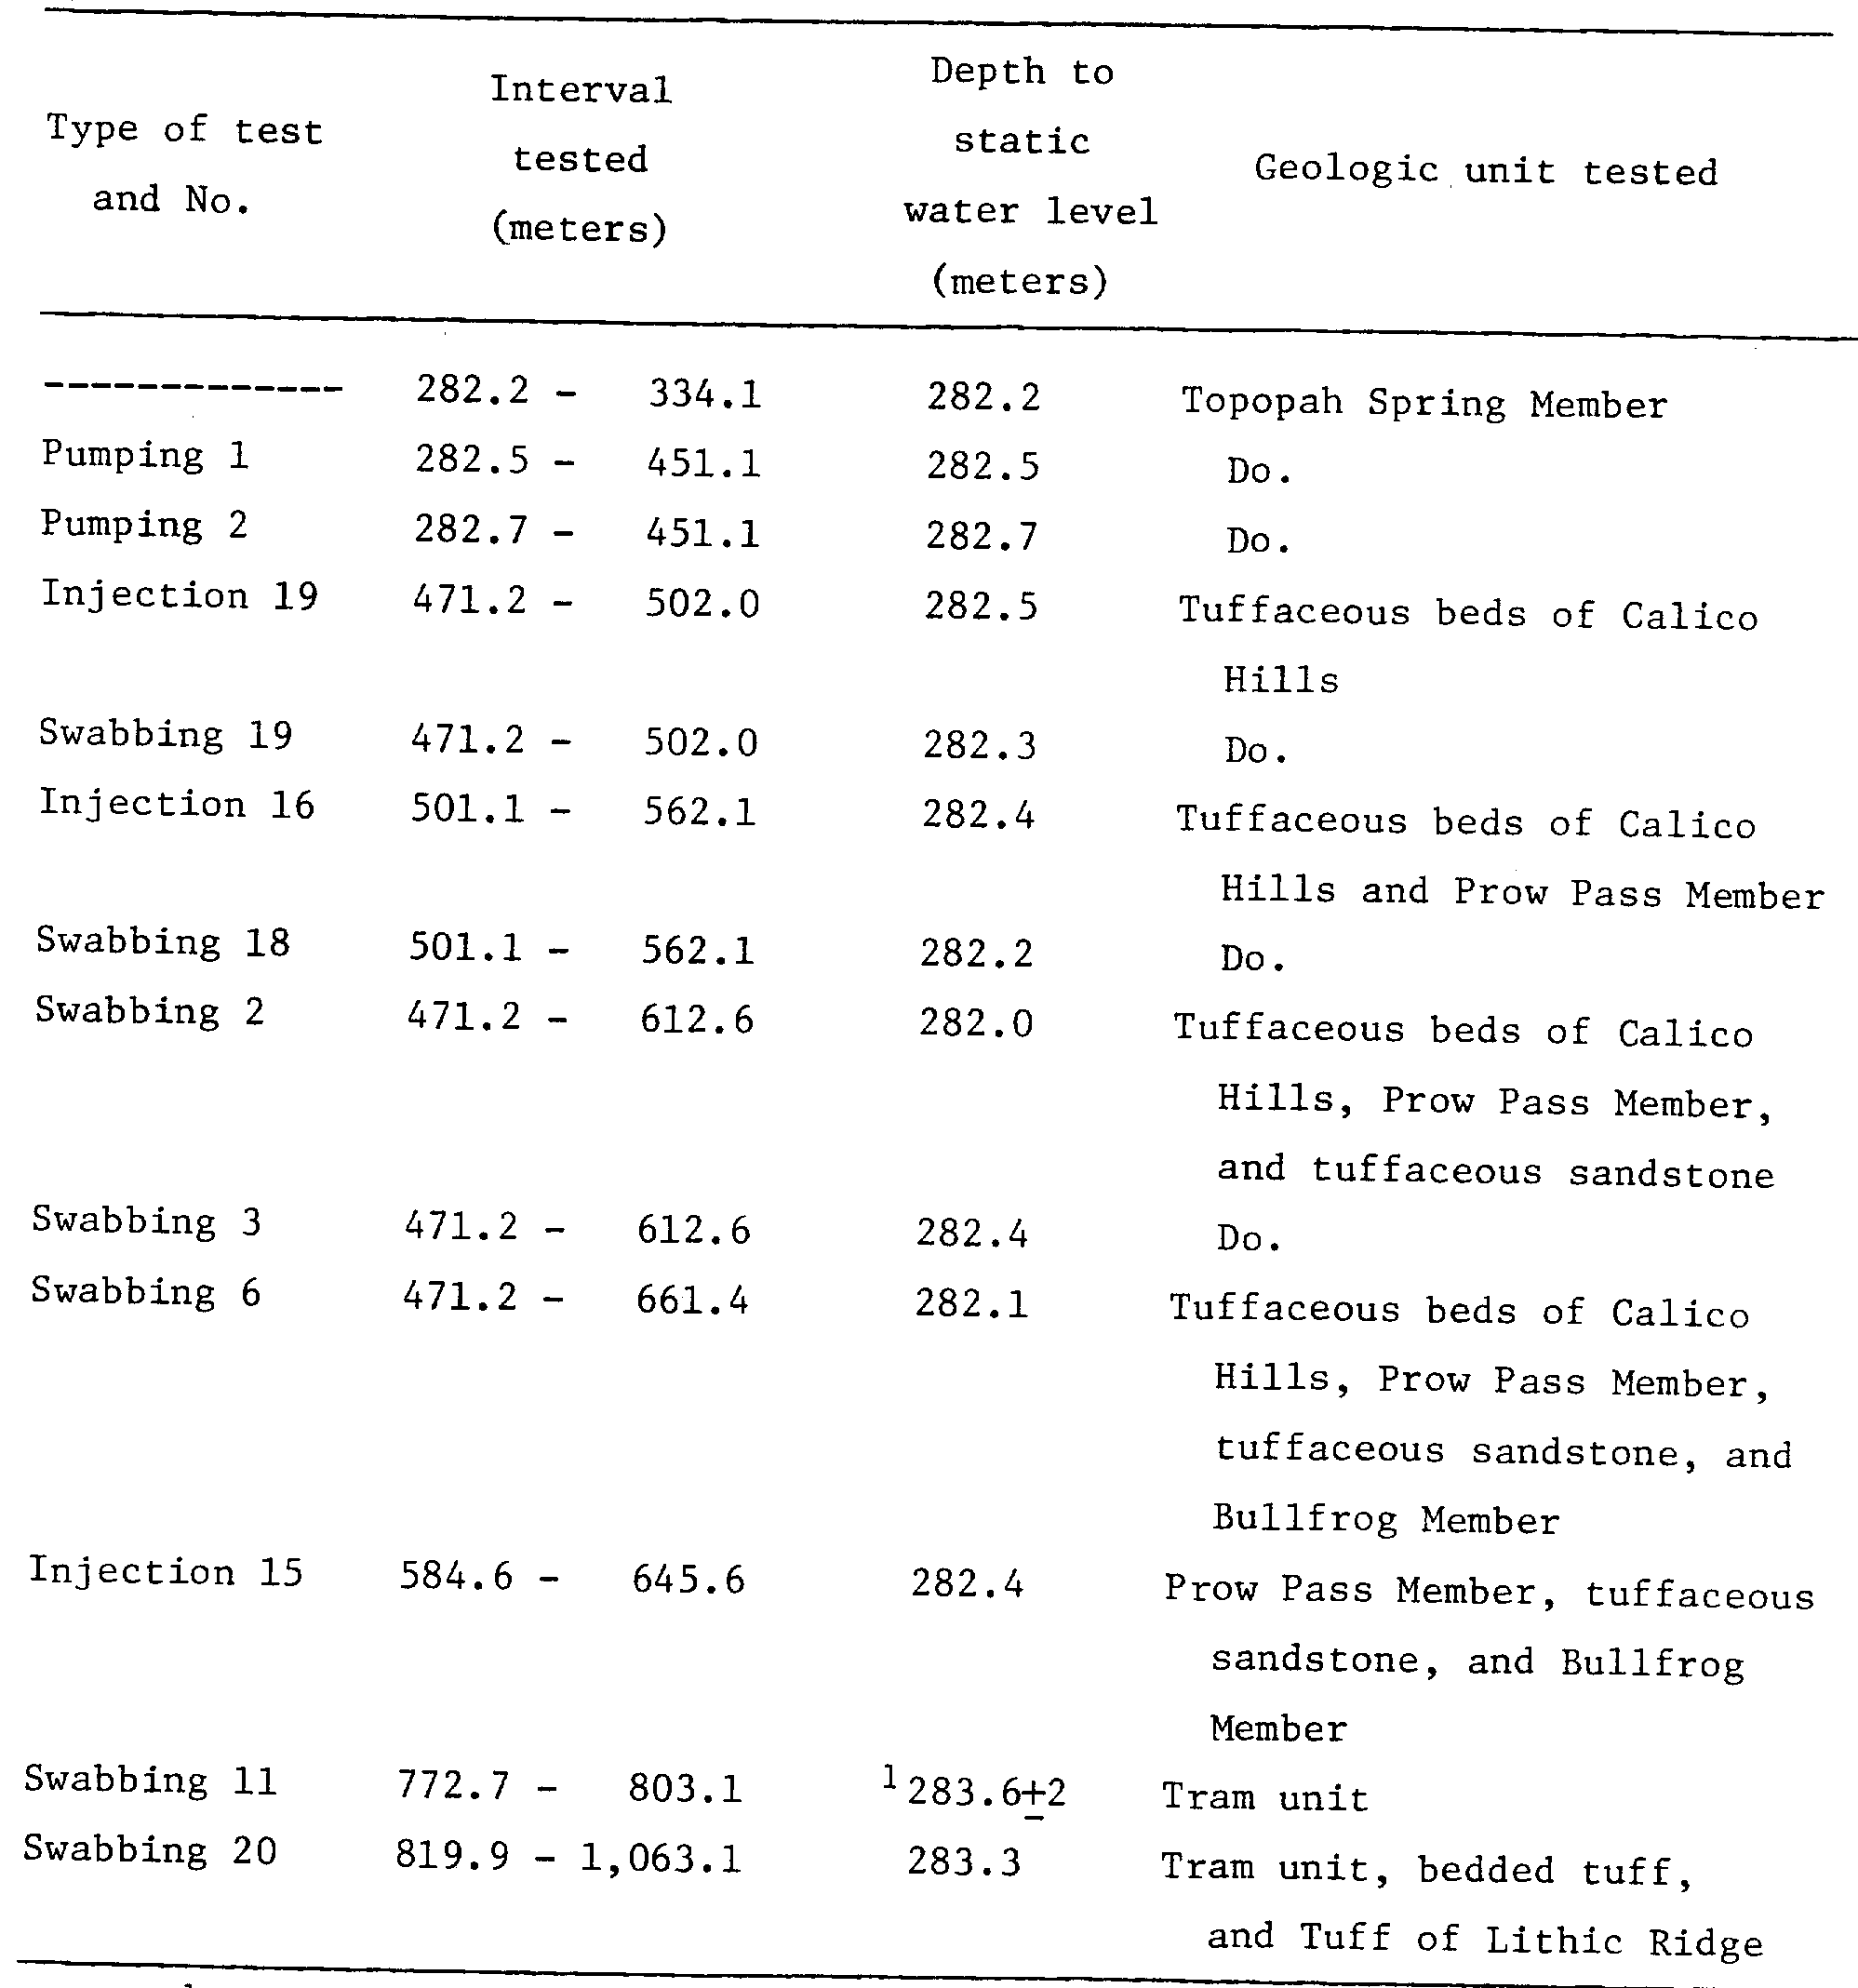 Type of test and No. Interval tested (meters) Depth to static water level (meters) Geologic unit tested
------------- 282.2 - 334.1 282.2 Topopah Spring Member
Pumping 1 282.5 - 451.1 282.5 Do.
Pumping 2 282.7 - 451.1 282.7 Do.
Injection 19 471.2 - 502.0 282.5 Tuffaceous beds of Calico
Hills
Swabbing 19 471.2 - 502.0 282.3 Do.
Injection 16 501.1 - 562.1 282.4 Tuffaceous beds of Calico
Hills and Prow Pass Member
Swabbing 18 501.1 - 562.1 282.2 Do.
Swabbing 2 471.2 - 612.6 282.0 Tuffaceous beds of Calico
Hills, Prow Pass Member,
and tuffaceous sandstone
Swabbing 3 471.2 - 612.6 282.4 Do.
Swabbing 6 471.2 - 661.4 282.1 Tuffaceous beds of Calico
Hills, Prow Pass Member,
tuffaceous sandstone, and
Bullfrog Member
Injection 15 584.6 - 645.6 282.4 Prow Pass Member, tuffaceous
sandstone, and Bullfrog
Member
Swabbing 11 772.7 - 803.1 ¹283.6±2 Tram unit
Swabbing 20 819.9 - 1,063.1 283.3 Tram unit, bedded tuff,
and Tuff of Lithic Ridge